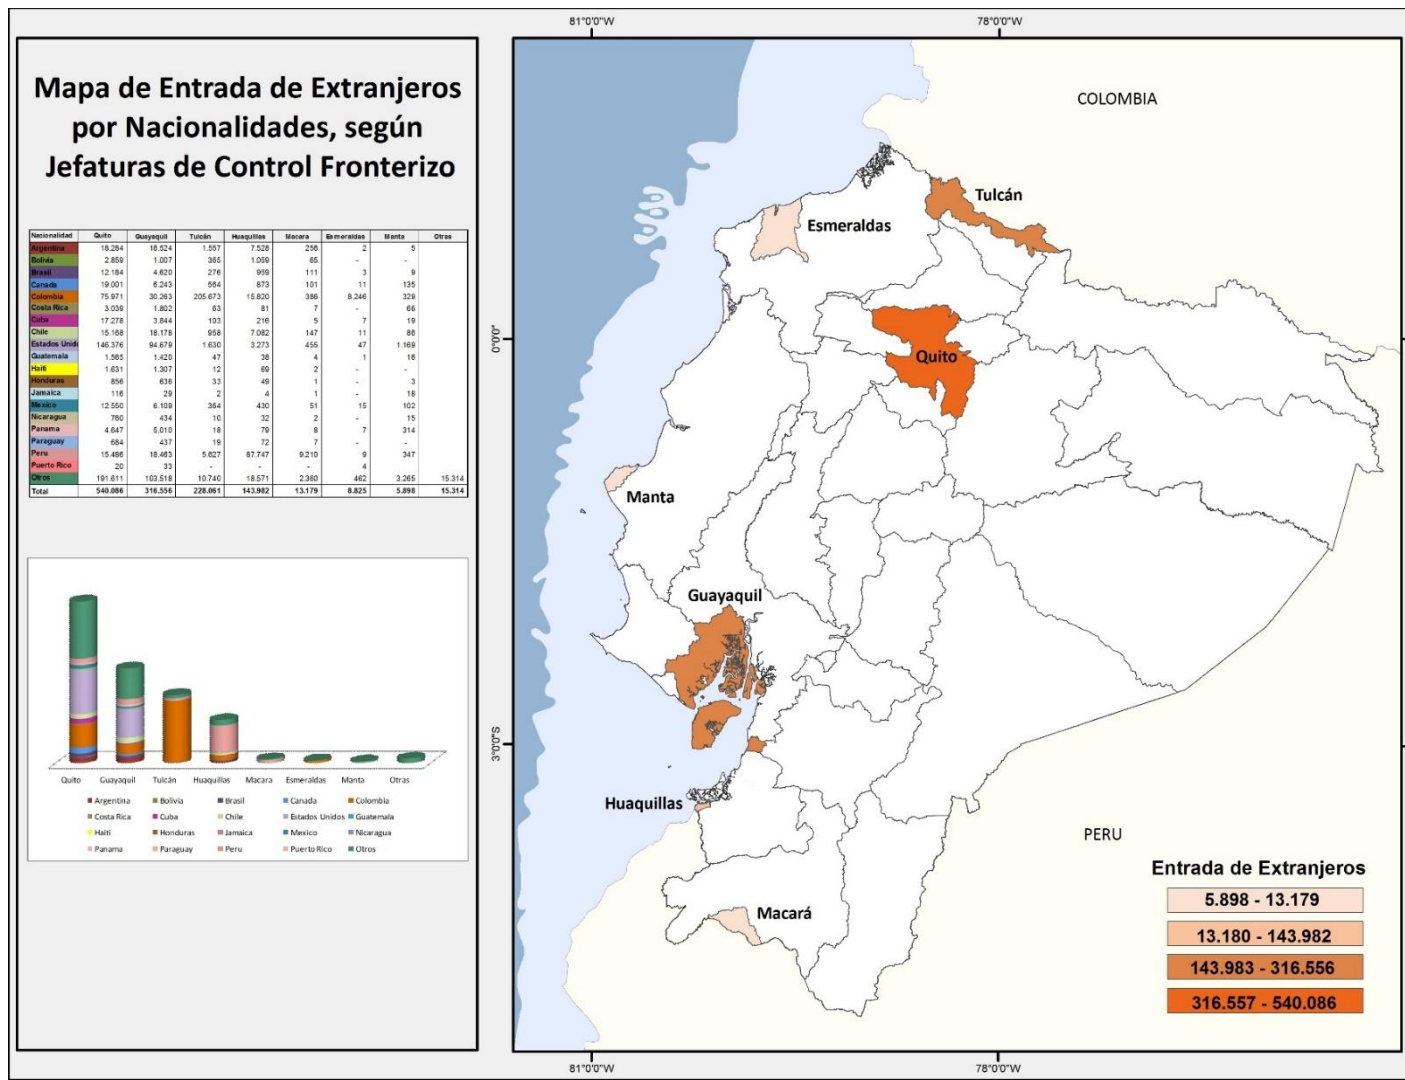 Mapa de Entrada de Extranjeros
por Nacionalidades, según
Jefaturas de Control Fronterizo
Nacionalidad Quito Guayaquil Tulcán Huaquillas Macara Esmeraldas Manta Otras
Argentina 18.284 18.524 1.557 7.528 256 2 5
Bolivia 2.859 1.007 365 1.059 65 - -
Brasil 12.184 4.620 276 959 111 3 9
Canada 19.001 6.243 564 873 101 11 135
Colombia 75.971 30.263 205.673 15.820 386 8.246 329
Costa Rica 3.039 1.802 63 81 7 - 66
Cuba 17.278 3.844 103 216 5 7 19
Chile 15.168 18.178 958 7.082 147 11 86
Estados Unid 146.376 94.679 1.630 3.273 455 47 1.169
Guatemala 1.565 1.420 47 38 4 1 16
Haiti 1.631 1.307 12 69 2 - -
Honduras 856 636 33 49 1 - 3
Jamaica 116 29 2 4 1 - 18
Mexico 12.550 6.109 364 430 51 15 102
Nicaragua 760 434 10 32 2 - 15
Panama 4.647 5.010 18 79 8 7 314
Paraguay 684 437 19 72 7 - -
Peru 15.486 18.463 5.627 87.747 9.210 9 347
Puerto Rico 20 33 - - - 4
Otros 191.611 103.518 10.740 18.571 2.360 462 3.265 15.314
Total 540.086 316.556 228.061 143.982 13.179 8.825 5.898 15.314
Quito Guayaquil Tulcán Huaquillas Macara Esmeraldas Manta Otras
Argentina Bolivia Brasil Canada Colombia
Costa Rica Cuba Chile Estados Unidos Guatemala
Haiti Honduras Jamaica Mexico Nicaragua
Panama Paraguay Peru Puerto Rico Otros
81°0'0"W 78°0'0"W
COLOMBIA
Tulcán
Esmeraldas
0°0'0"
Quito
Manta
Guayaquil
3°0'0"S
Huaquillas
PERU
Macará
Entrada de Extranjeros
5.898 - 13.179
13.180 - 143.982
143.983 - 316.556
316.557 - 540.086
81°0'0"W 78°0'0"W